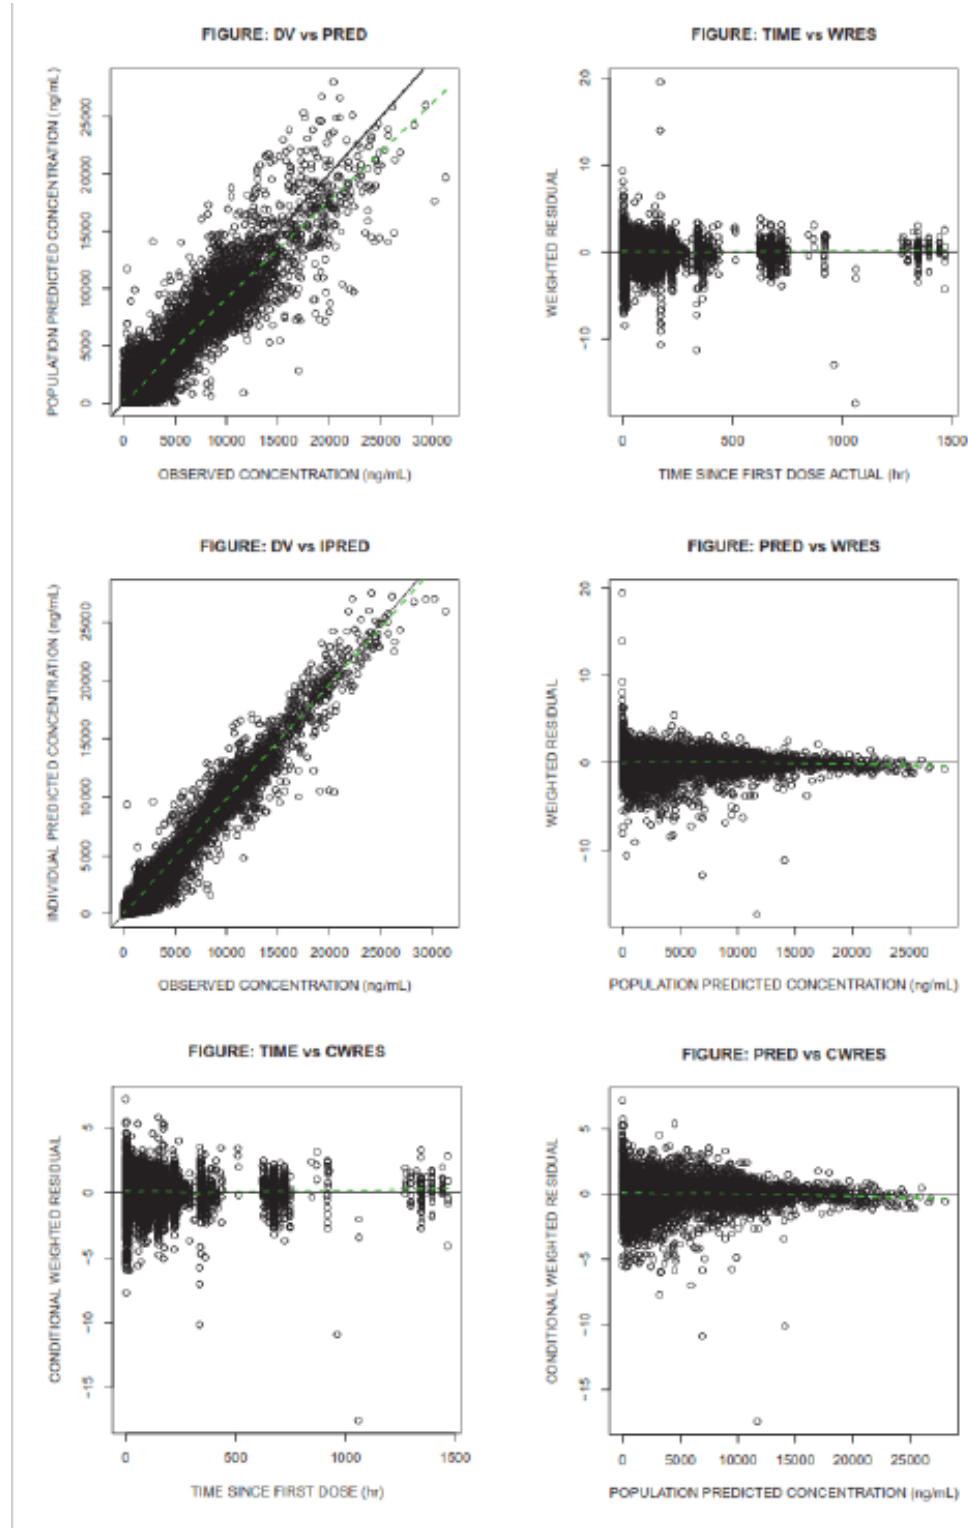 FIGURE: DV vs PRED
POPULATION PREDICTED CONCENTRATION (ng/mL)
25000
20000
15000
10000
5000
0
0 5000 10000 15000 20000 25000 30000
OBSERVED CONCENTRATION (ng/mL)
FIGURE: TIME vs WRES
WEIGHTED RESIDUAL
20
10
0
-10
0 500 1000 1500
TIME SINCE FIRST DOSE ACTUAL (hr)
FIGURE: DV vs IPRED
INDIVIDUAL PREDICTED CONCENTRATION (ng/mL)
25000
20000
15000
10000
5000
0
0 5000 10000 15000 20000 25000 30000
OBSERVED CONCENTRATION (ng/mL)
FIGURE: PRED vs WRES
WEIGHTED RESIDUAL
20
10
0
-10
0 5000 10000 15000 20000 25000
POPULATION PREDICTED CONCENTRATION (ng/mL)
FIGURE: TIME vs CWRES
CONDITIONAL WEIGHTED RESIDUAL
5
0
-5
-10
-15
0 500 1000 1500
TIME SINCE FIRST DOSE (hr)
FIGURE: PRED vs CWRES
CONDITIONAL WEIGHTED RESIDUAL
5
0
-5
-10
-15
0 5000 10000 15000 20000 25000
POPULATION PREDICTED CONCENTRATION (ng/mL)